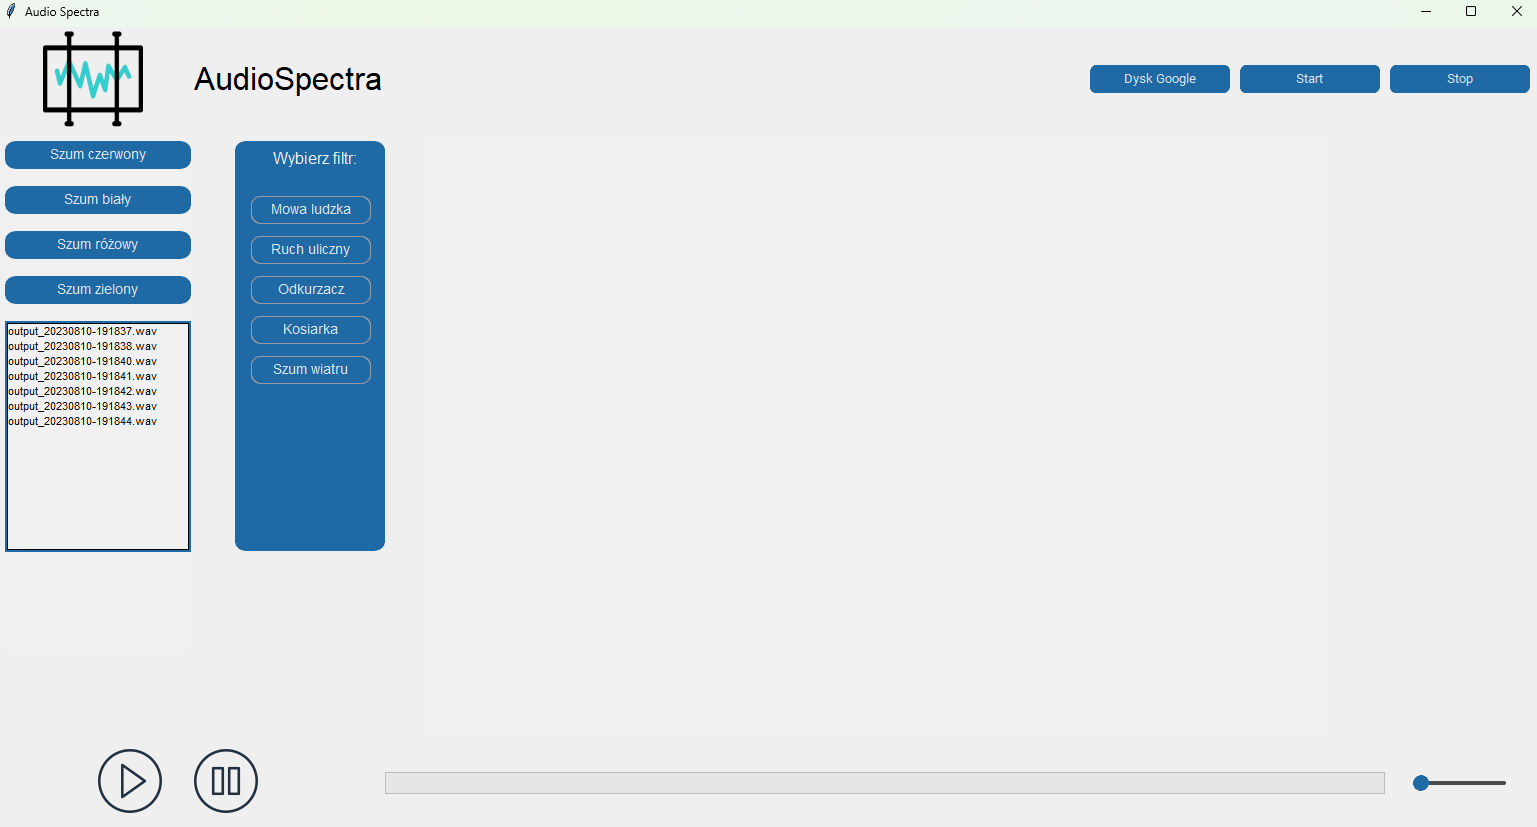 Audio Spectra
AudioSpectra
Dysk Google
Start
Stop
Szum czerwony
Szum biały
Szum różowy
Szum zielony
output_20230810-191837.wav
output_20230810-191838.wav
output_20230810-191840.wav
output_20230810-191841.wav
output_20230810-191842.wav
output_20230810-191843.wav
output_20230810-191844.wav
Wybierz filtr:
Mowa ludzka
Ruch uliczny
Odkurzacz
Kosiarka
Szum wiatru